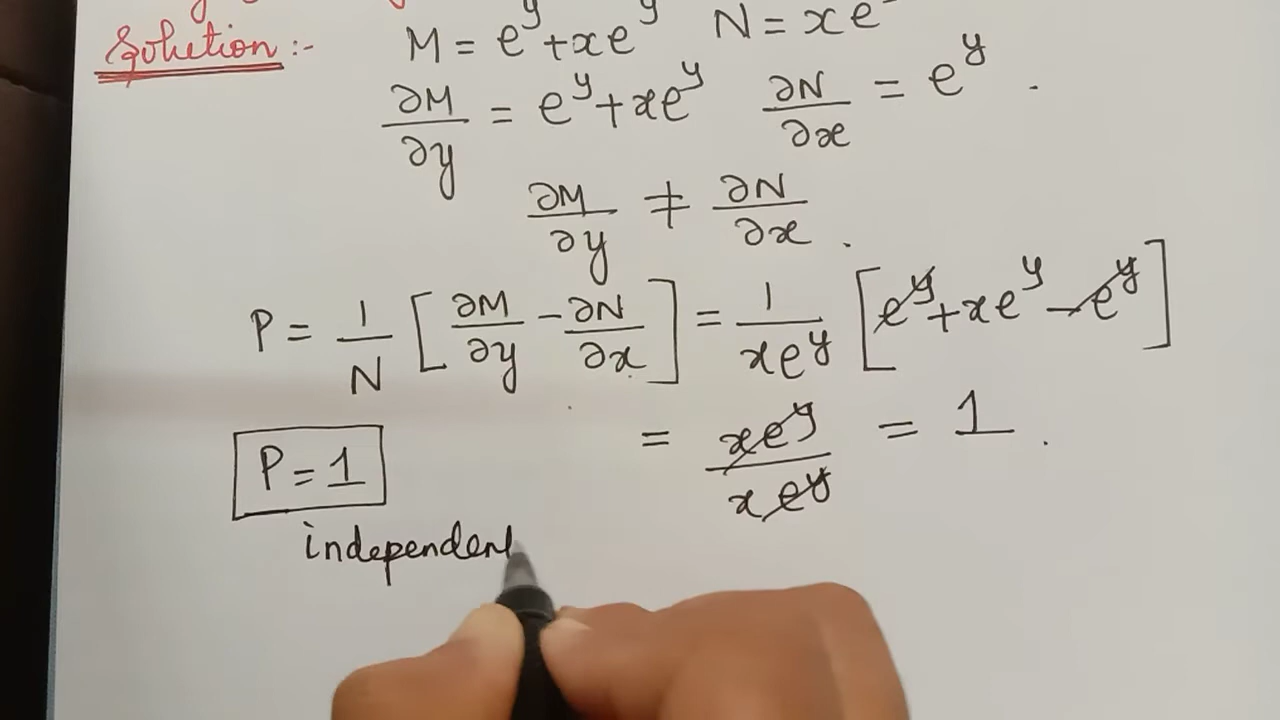 Solution :- M = e^y + xe^y N = xe
∂M/∂y = e^y + xe^y ∂N/∂x = e^y .
∂M/∂y ≠ ∂N/∂x .
P = 1/N [ ∂M/∂y - ∂N/∂x ] = 1/xe^y [ e^y + xe^y - e^y ]
= xe^y/xe^y = 1 .
P = 1
independent